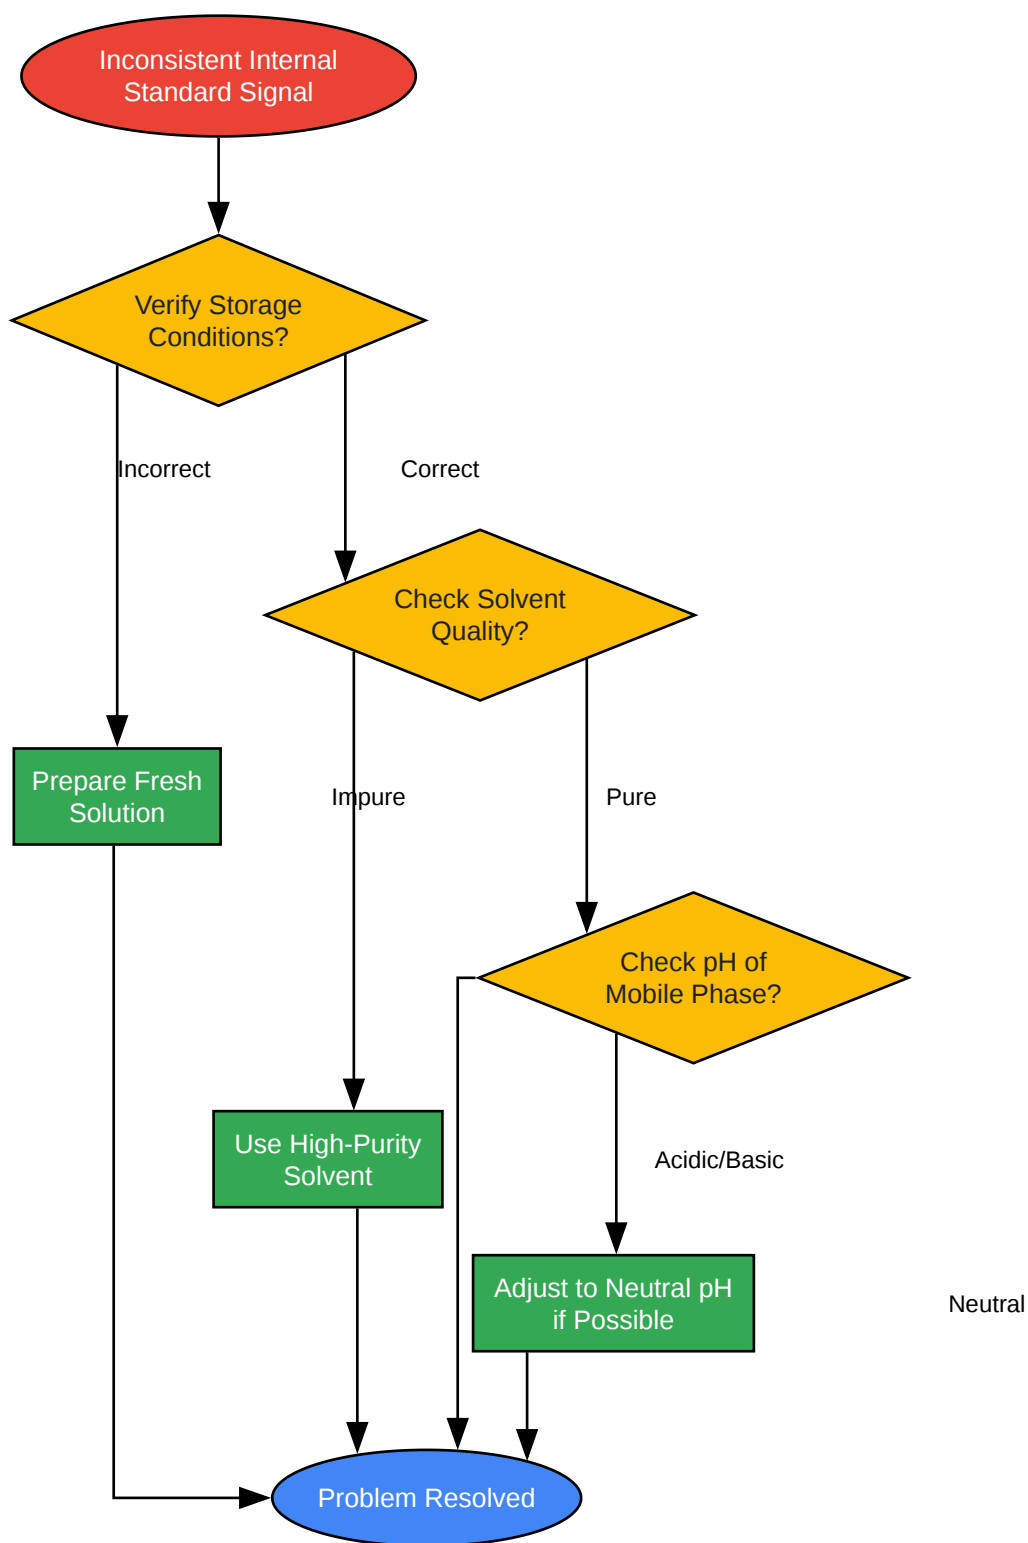 Inconsistent Internal
Standard Signal
Verify Storage
Conditions?
Incorrect
Correct
Check Solvent
Quality?
Prepare Fresh
Solution
Impure
Pure
Check pH of
Mobile Phase?
Use High-Purity
Solvent
Acidic/Basic
Adjust to Neutral pH
if Possible
Neutral
Problem Resolved